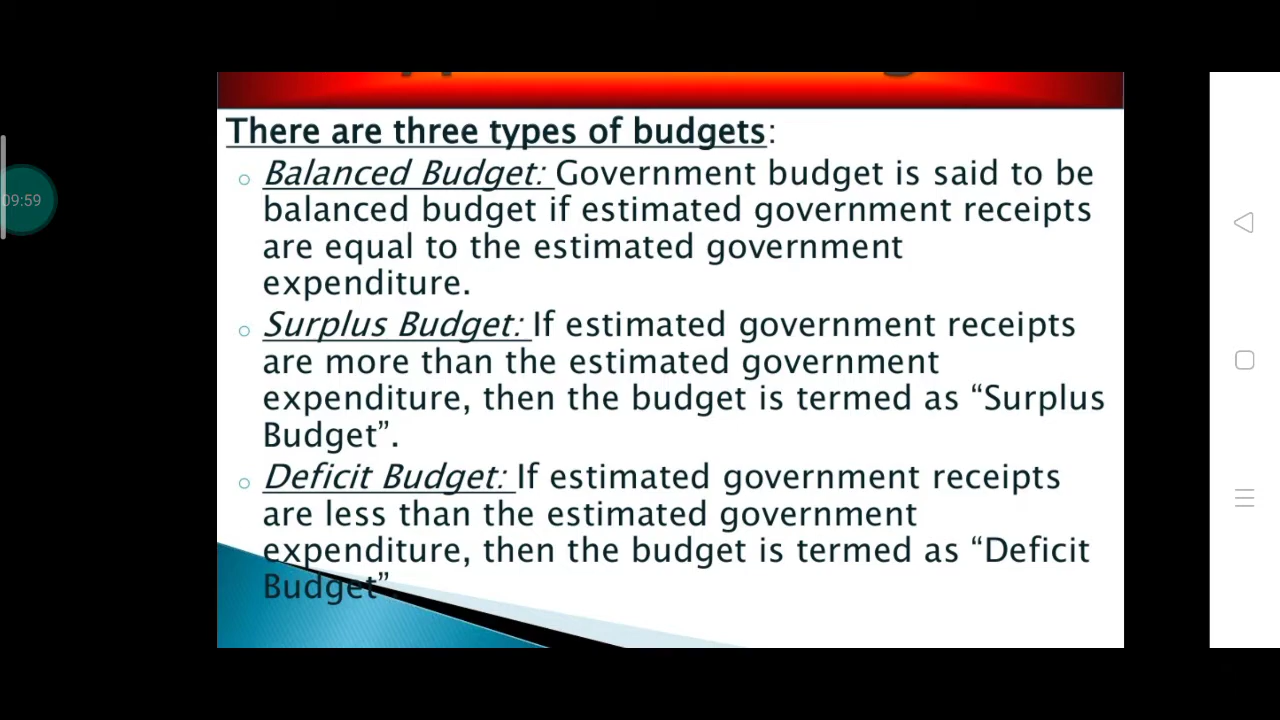 There are three types of budgets:
Balanced Budget: Government budget is said to be
balanced budget if estimated government receipts
are equal to the estimated government
expenditure.
Surplus Budget: If estimated government receipts
are more than the estimated government
expenditure, then the budget is termed as “Surplus
Budget”.
Deficit Budget: If estimated government receipts
are less than the estimated government
expenditure, then the budget is termed as “Deficit
Budget”.
09:59